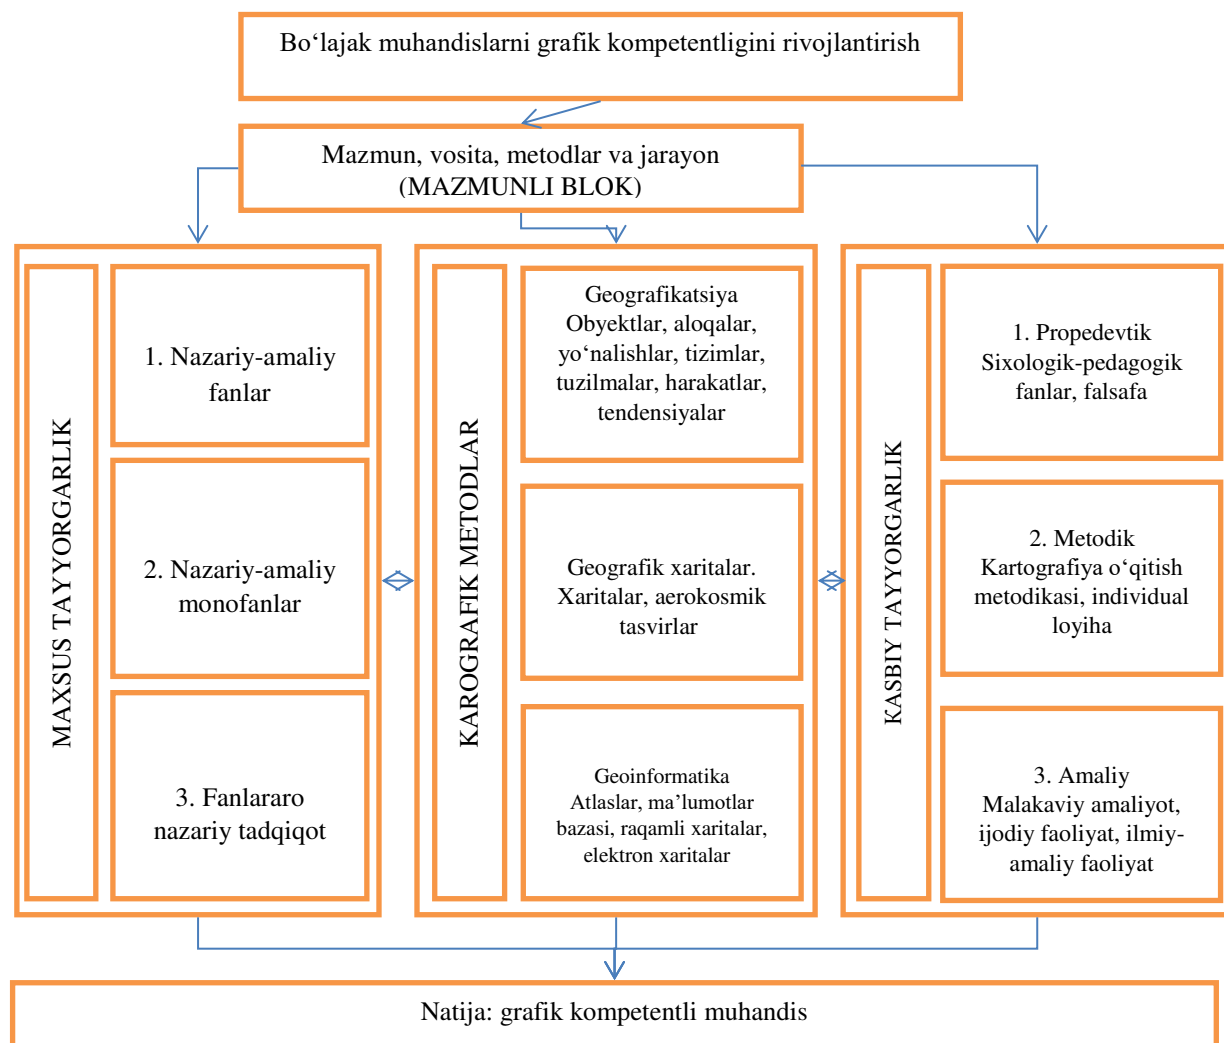 Bo‘lajak muhandislarni grafik kompetentligini rivojlantirish
Mazmun, vosita, metodlar va jarayon
(MAZMUNLI BLOK)
MAXSUS TAYYORGARLIK
1. Nazariy-amaliy
fanlar
2. Nazariy-amaliy
monofanlar
3. Fanlararo
nazariy tadqiqot
KAROGRAFIK METODLAR
Geografikatsiya
Obyektlar, aloqalar,
yo‘nalishlar, tizimlar,
tuzilmalar, harakatlar,
tendensiyalar
Geografik xaritalar.
Xaritalar, aerokosmik
tasvirlar
Geoinformatika
Atlaslar, ma’lumotlar
bazasi, raqamli xaritalar,
elektron xaritalar
KASBIY TAYYORGARLIK
1. Propedevtik
Sixologik-pedagogik
fanlar, falsafa
2. Metodik
Kartografiya o‘qitish
metodikasi, individual
loyiha
3. Amaliy
Malakaviy amaliyot,
ijodiy faoliyat, ilmiy-
amaliy faoliyat
Natija: grafik kompetentli muhandis